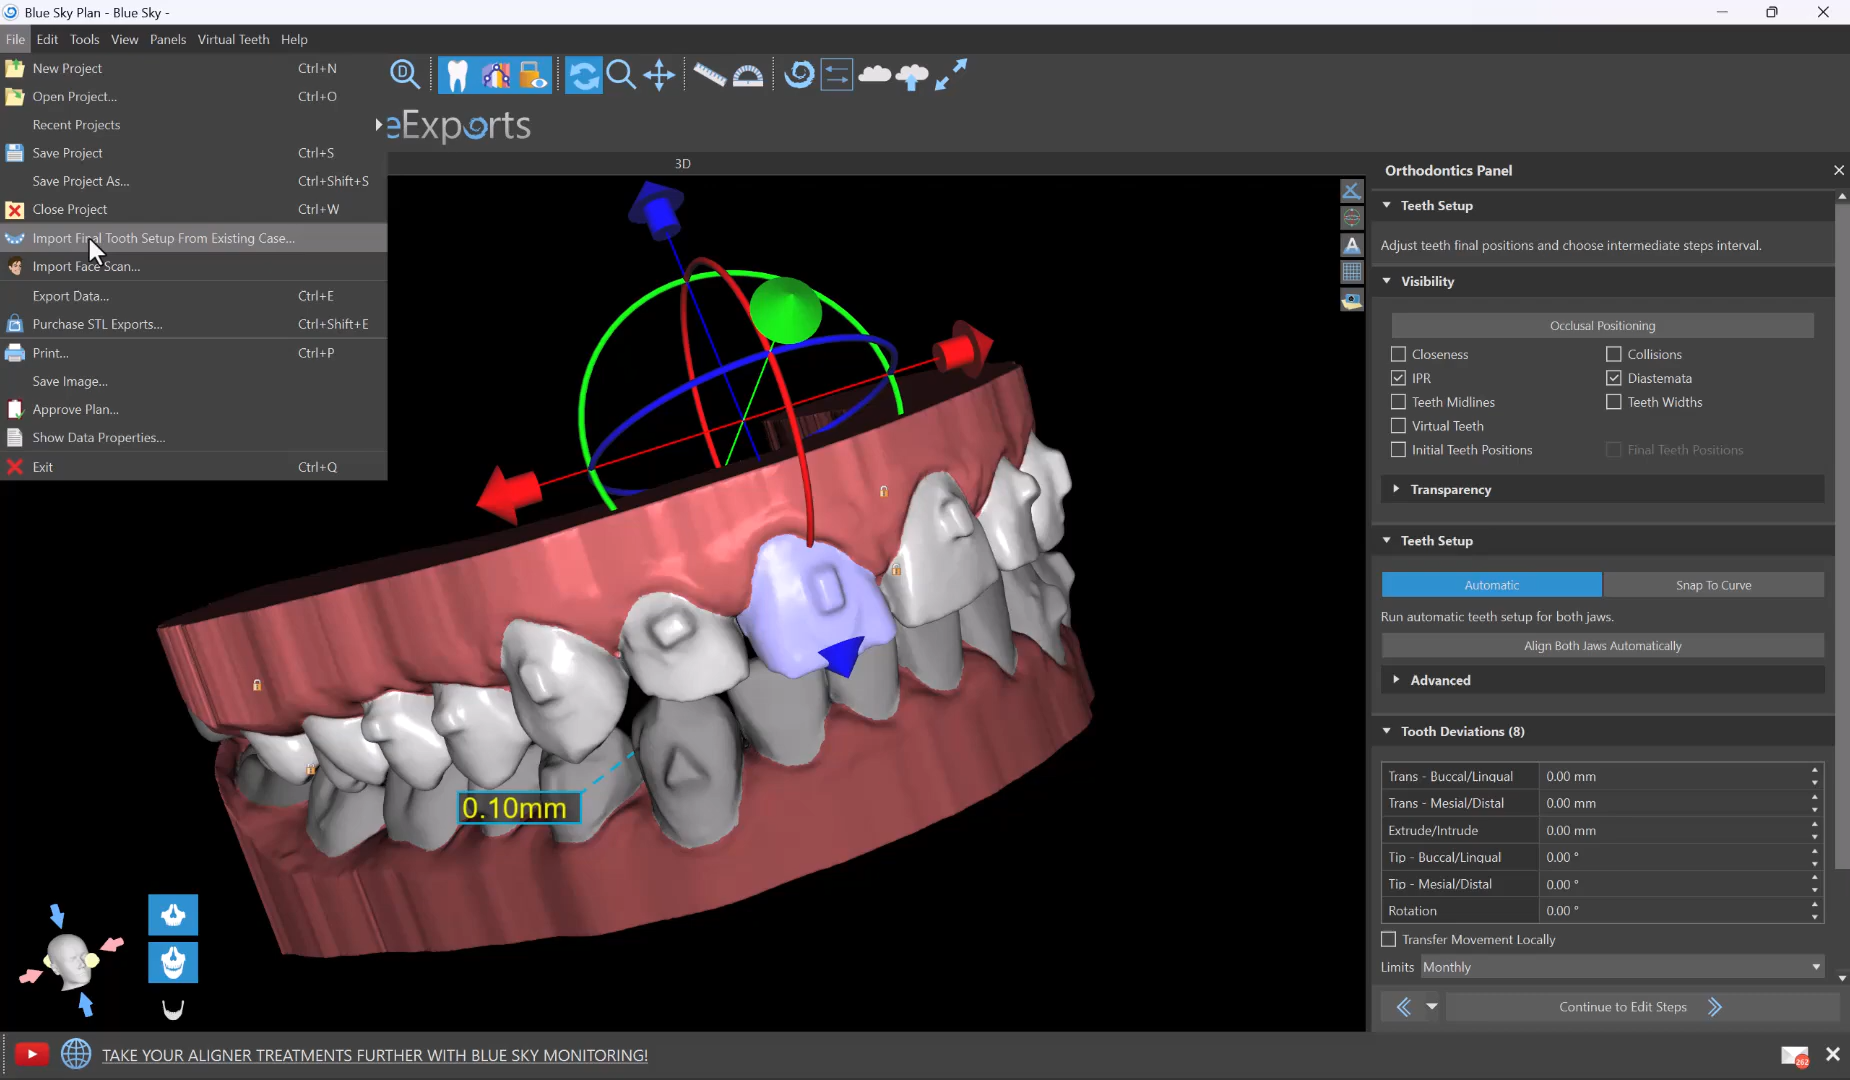 Blue Sky Plan - Blue Sky -
File Edit Tools View Panels Virtual Teeth Help
New Project Ctrl+N
Open Project... Ctrl+O
Recent Projects
Save Project Ctrl+S
Save Project As... Ctrl+Shift+S
Close Project Ctrl+W
Import Final Tooth Setup From Existing Case...
Import Face Scan...
Export Data... Ctrl+E
Purchase STL Exports... Ctrl+Shift+E
Print... Ctrl+P
Save Image...
Approve Plan...
Show Data Properties...
Exit Ctrl+Q
D
eExports
3D
0.10mm
Orthodontics Panel
Teeth Setup
Adjust teeth final positions and choose intermediate steps interval.
Visibility
Occlusal Positioning
Closeness Collisions
IPR Diastemata
Teeth Midlines Teeth Widths
Virtual Teeth
Initial Teeth Positions Final Teeth Positions
Transparency
Teeth Setup
Automatic Snap To Curve
Run automatic teeth setup for both jaws.
Align Both Jaws Automatically
Advanced
Tooth Deviations (8)
Trans - Buccal/Lingual 0.00 mm
Trans - Mesial/Distal 0.00 mm
Extrude/Intrude 0.00 mm
Tip - Buccal/Lingual 0.00 °
Tip - Mesial/Distal 0.00 °
Rotation 0.00 °
Transfer Movement Locally
Limits Monthly
Continue to Edit Steps
TAKE YOUR ALIGNER TREATMENTS FURTHER WITH BLUE SKY MONITORING!
262